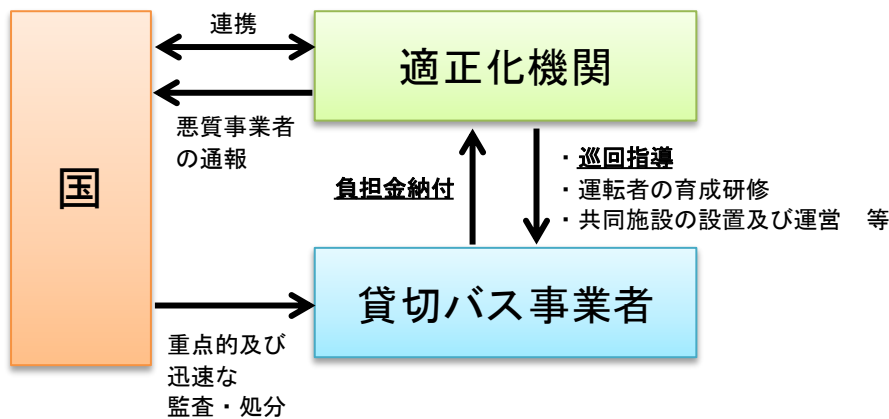 連携
適正化機関
悪質事業者
の通報
国
負担金納付
・巡回指導
・運転者の育成研修
・共同施設の設置及び運営　等
貸切バス事業者
重点的及び
迅速な
監査・処分